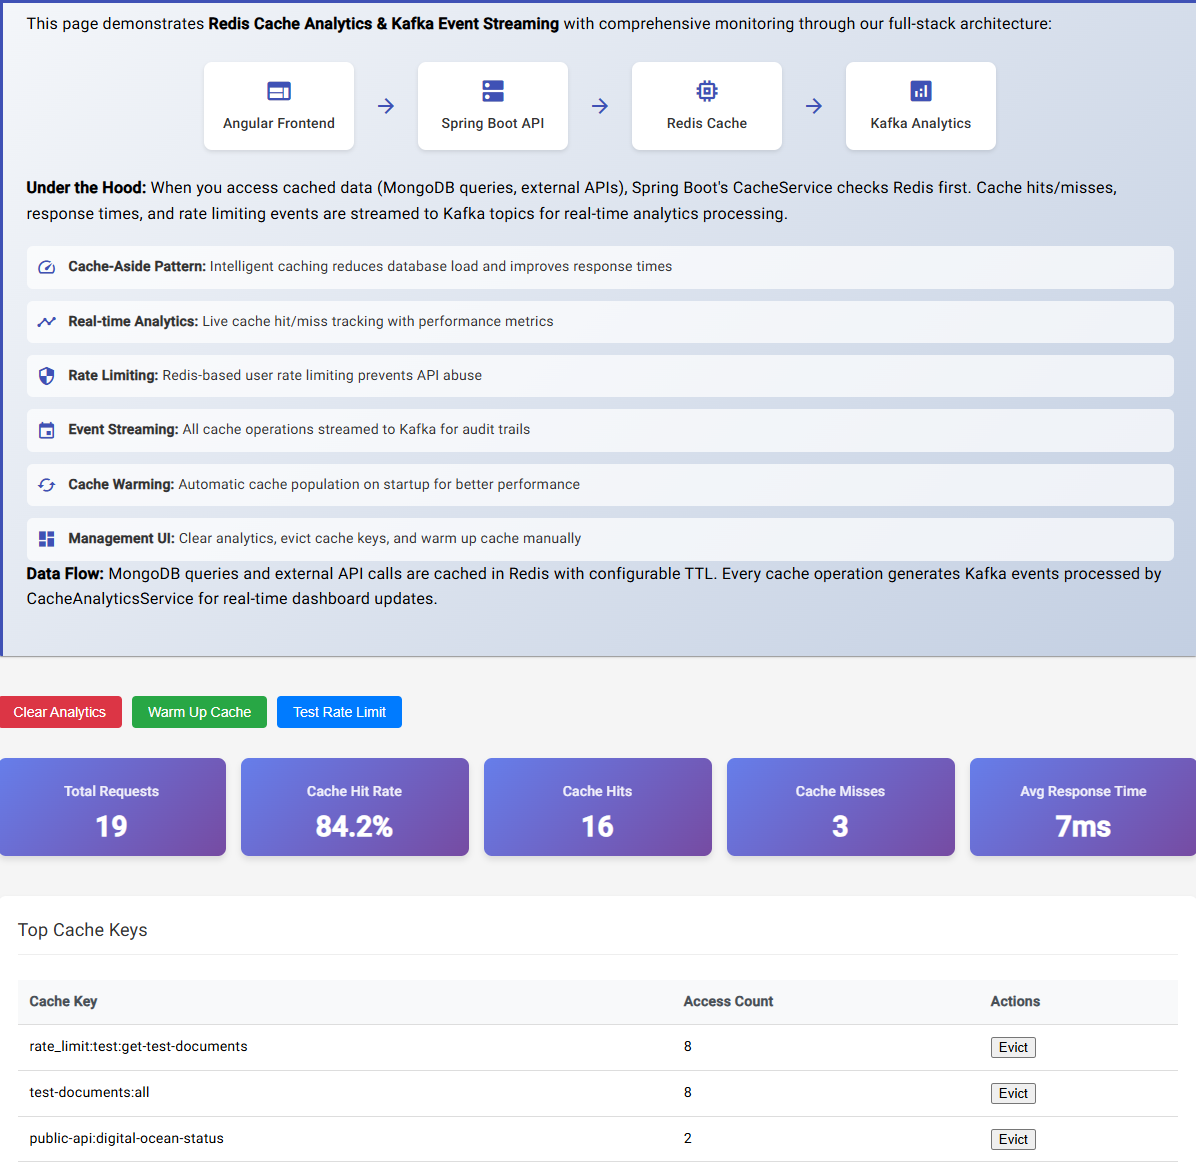 This page demonstrates Redis Cache Analytics & Kafka Event Streaming with comprehensive monitoring through our full-stack architecture:
Angular Frontend
Spring Boot API
Redis Cache
Kafka Analytics
Under the Hood: When you access cached data (MongoDB queries, external APIs), Spring Boot's CacheService checks Redis first. Cache hits/misses,
response times, and rate limiting events are streamed to Kafka topics for real-time analytics processing.
Cache-Aside Pattern: Intelligent caching reduces database load and improves response times
Real-time Analytics: Live cache hit/miss tracking with performance metrics
Rate Limiting: Redis-based user rate limiting prevents API abuse
Event Streaming: All cache operations streamed to Kafka for audit trails
Cache Warming: Automatic cache population on startup for better performance
Management UI: Clear analytics, evict cache keys, and warm up cache manually
Data Flow: MongoDB queries and external API calls are cached in Redis with configurable TTL. Every cache operation generates Kafka events processed by
CacheAnalyticsService for real-time dashboard updates.
Clear Analytics Warm Up Cache Test Rate Limit
Total Requests
19
Cache Hit Rate
84.2%
Cache Hits
16
Cache Misses
3
Avg Response Time
7ms
Top Cache Keys
Cache Key Access Count Actions
rate_limit:test:get-test-documents 8 Evict
test-documents:all 8 Evict
public-api:digital-ocean-status 2 Evict